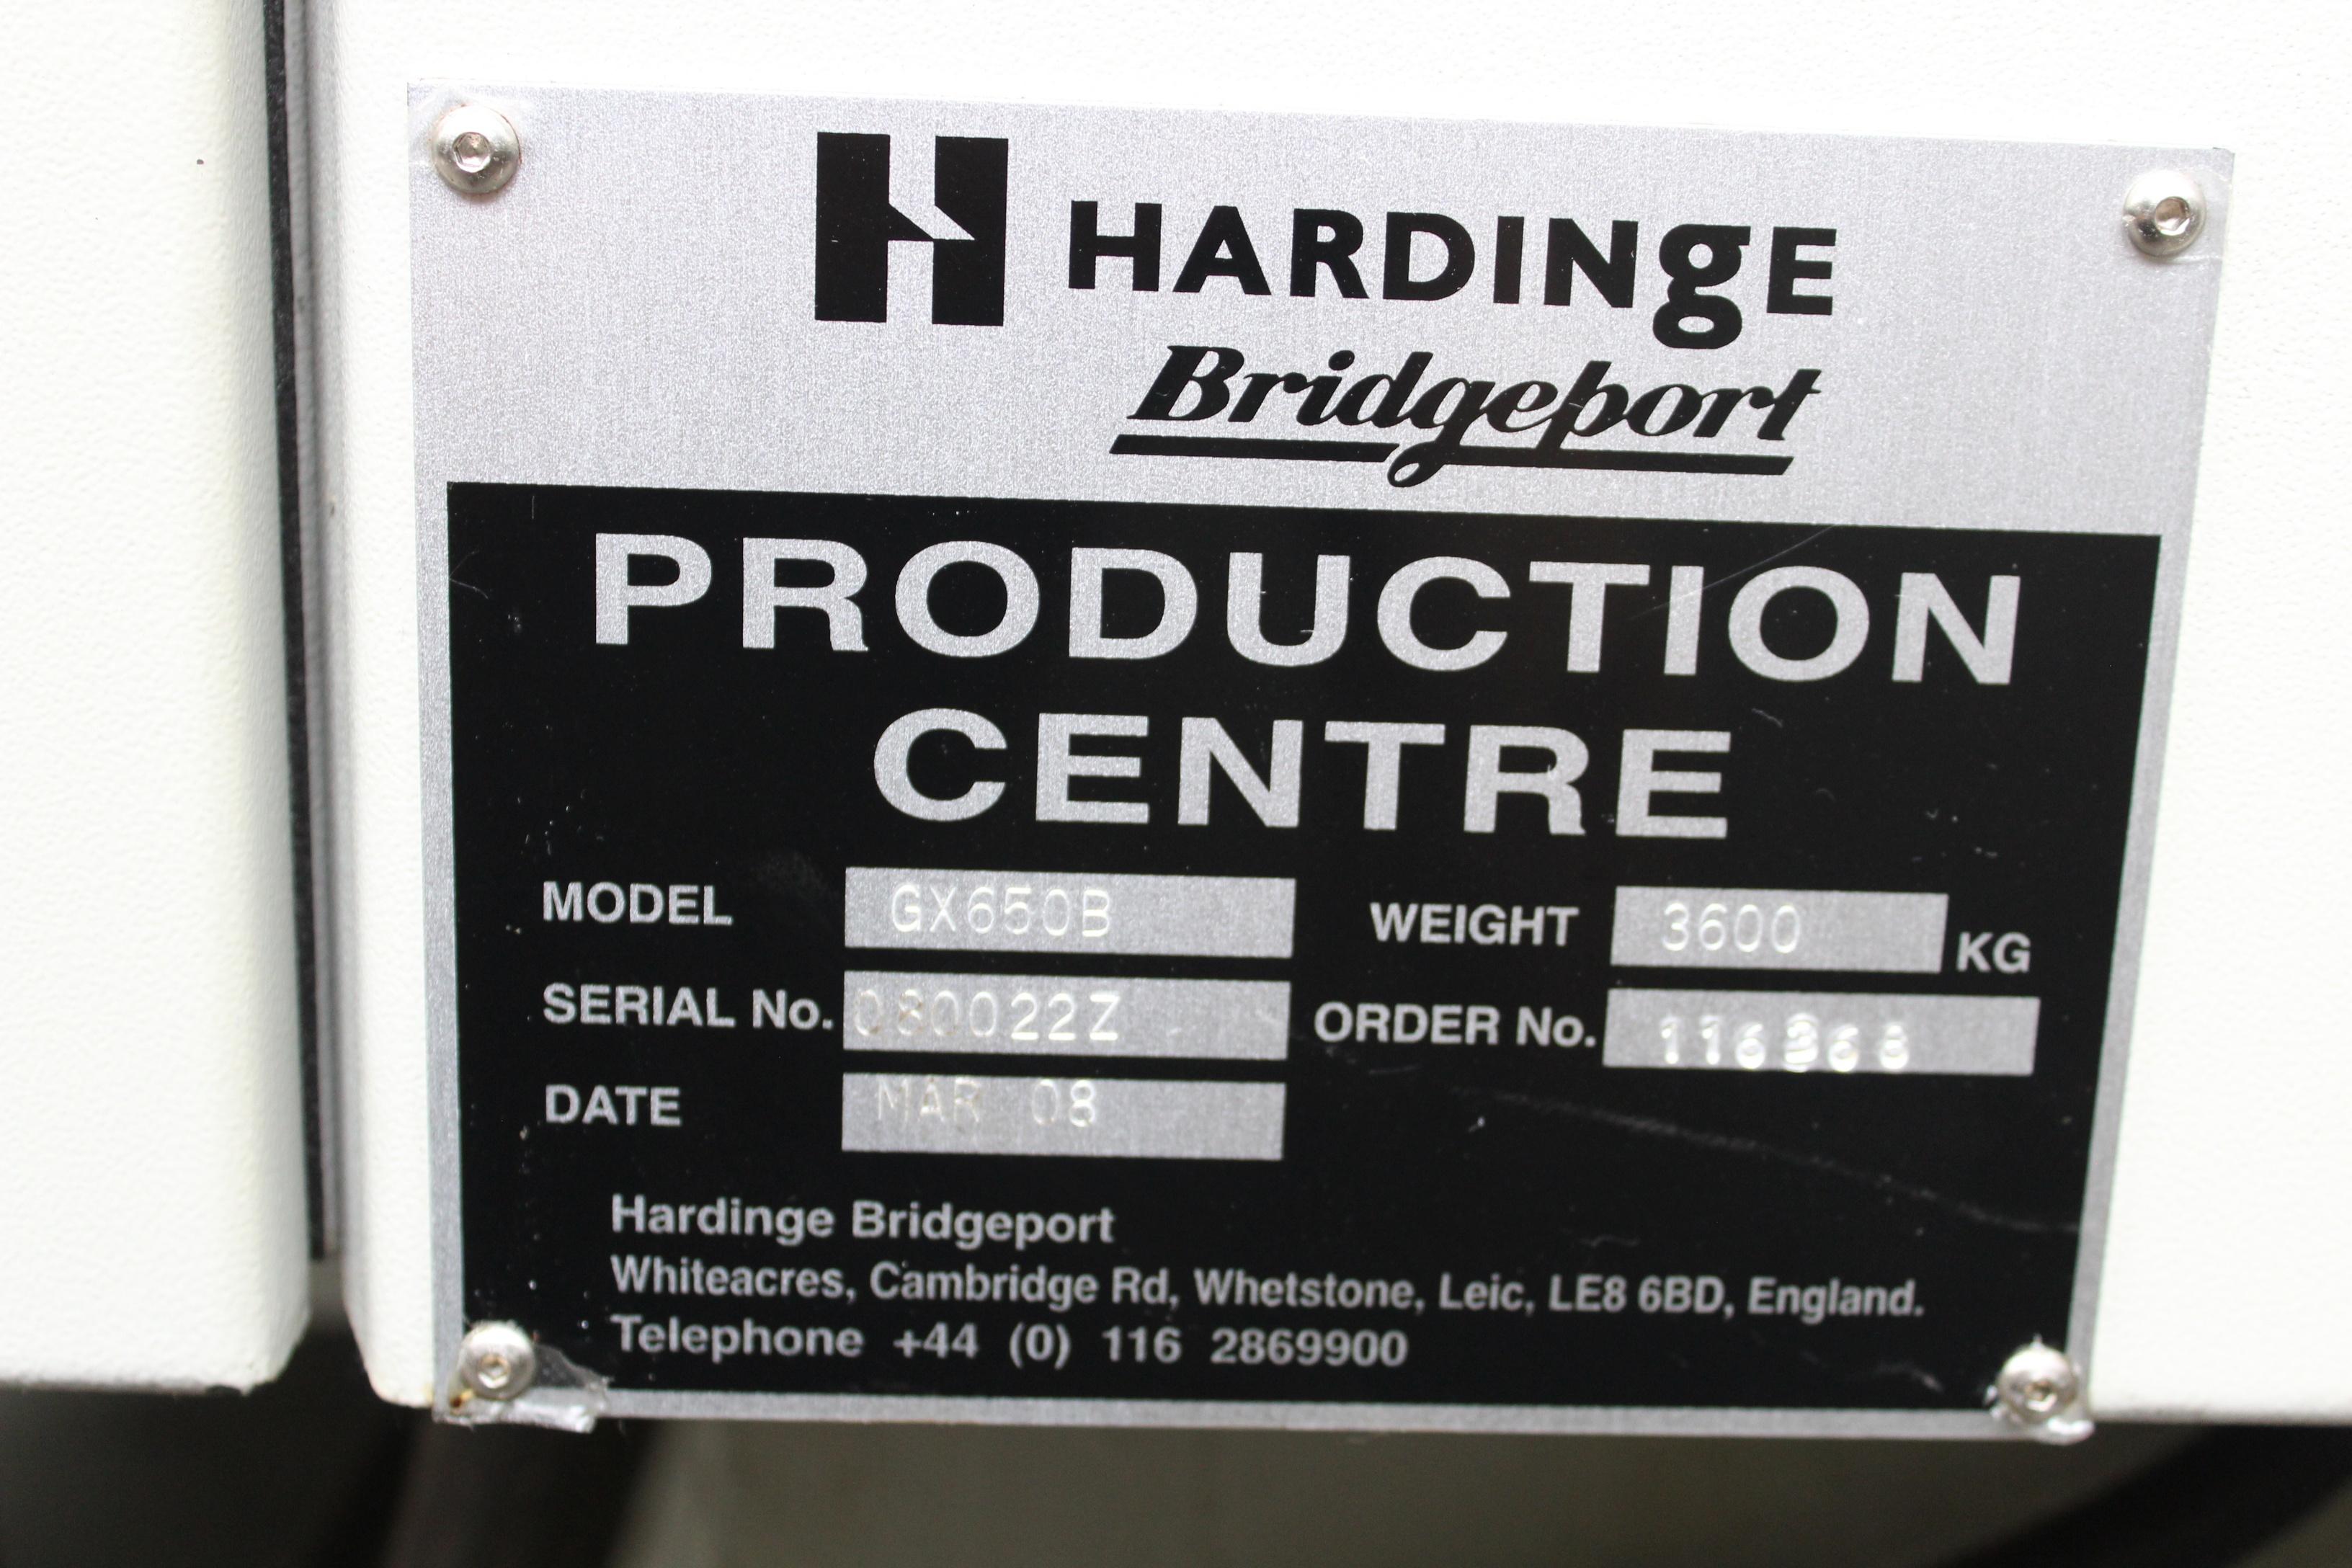 H HARDINgE
Bridgeport
PRODUCTION
CENTRE
MODEL GX650B WEIGHT 3600 KG
SERIAL No. 080022Z ORDER No.
DATE MAR 08
Hardinge Bridgeport
Whiteacres, Cambridge Rd, Whetstone, Leic, LE8 6BD, England.
Telephone +44 (0) 116 2869900